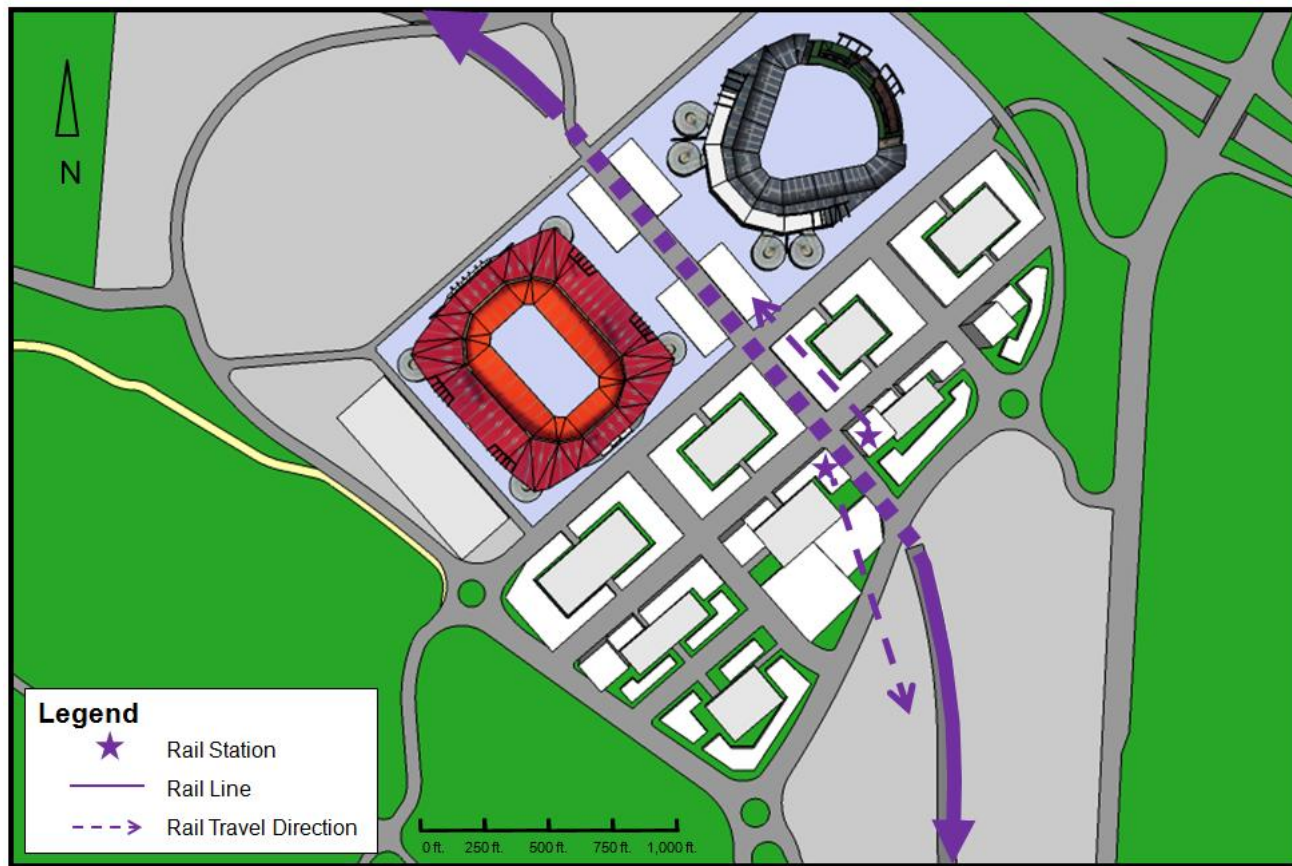 N
Legend
Rail Station
Rail Line
Rail Travel Direction
0 ft. 250 ft. 500 ft. 750 ft. 1,000 ft.